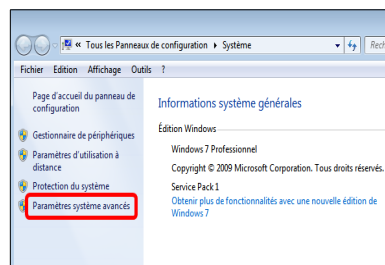 « Tous les Panneaux de configuration ▸ Système
Rech
Fichier Edition Affichage Outils ?
Page d'accueil du panneau de
configuration
Gestionnaire de périphériques
Paramètres d'utilisation à
distance
Protection du système
Paramètres système avancés
Informations système générales
Édition Windows
Windows 7 Professionnel
Copyright © 2009 Microsoft Corporation. Tous droits réservés.
Service Pack 1
Obtenir plus de fonctionnalités avec une nouvelle édition de
Windows 7